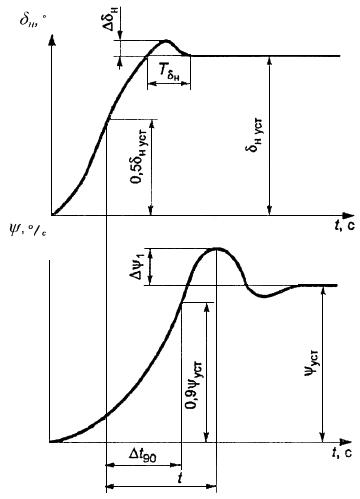 δн,°
Δδн
Tδн
0,5δн уст
δн уст
t, с
ψ, °/с
Δψ1
0,9ψуст
ψуст
t, с
Δt90
t